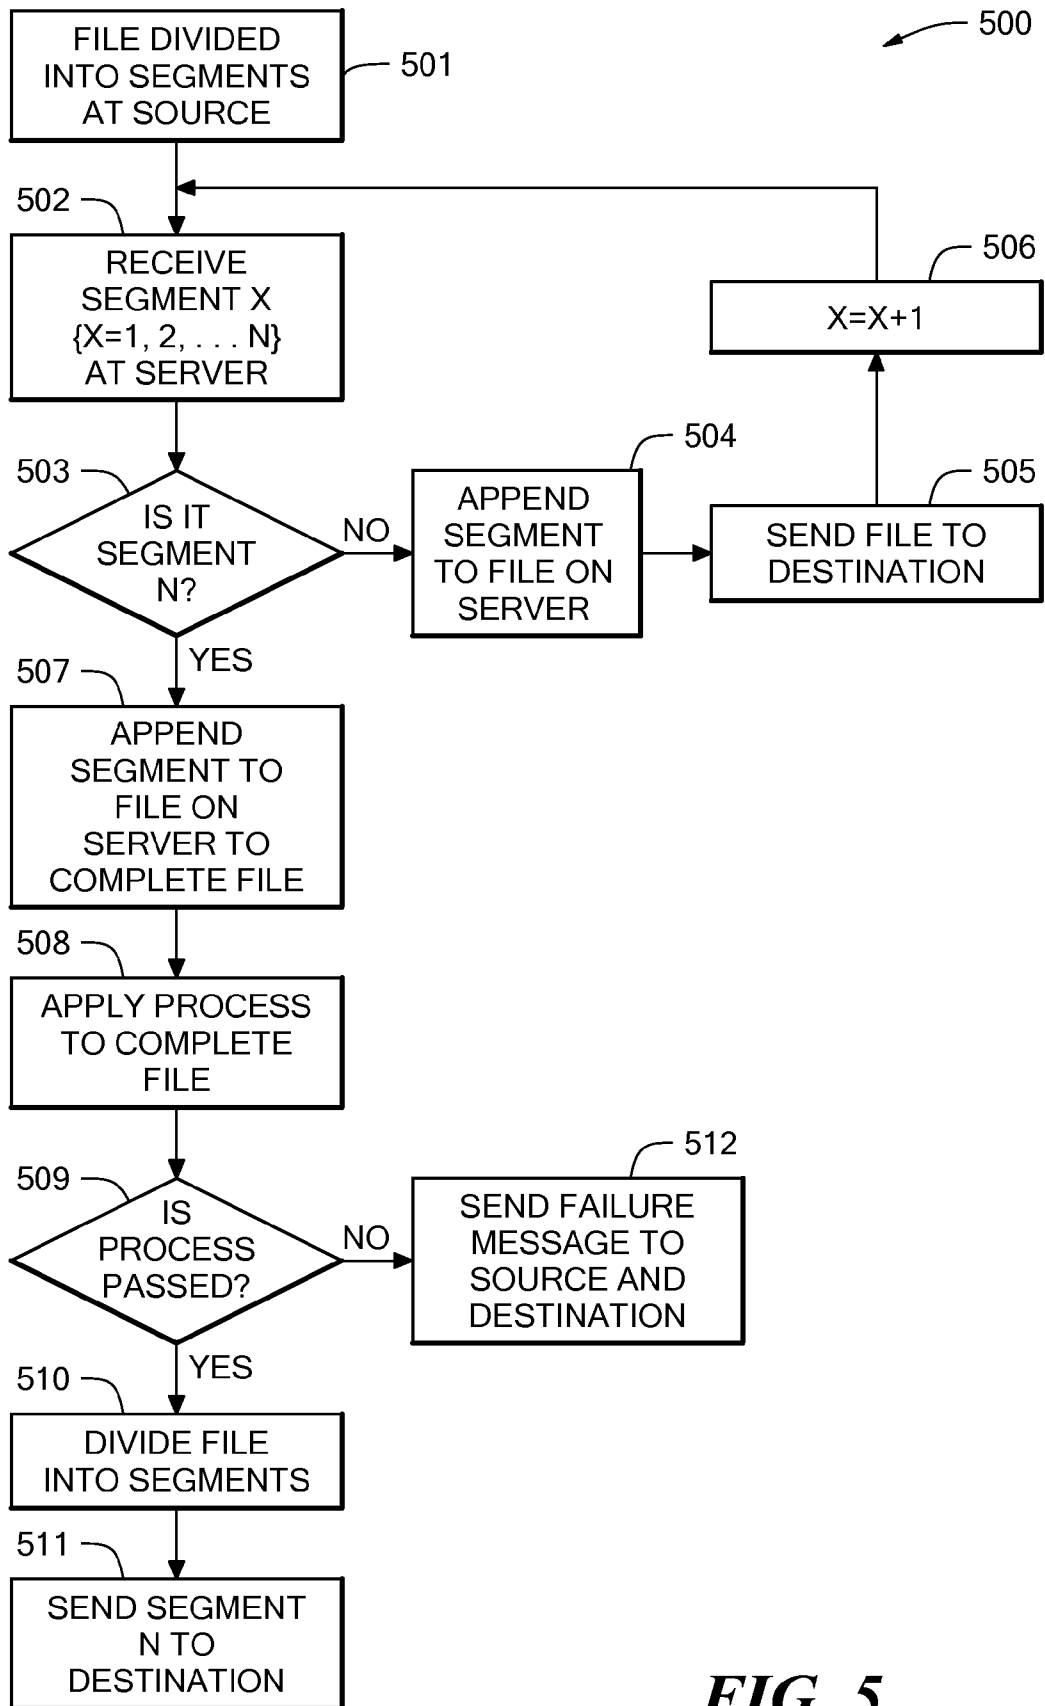 500
FILE DIVIDED
INTO SEGMENTS
AT SOURCE
501
502
RECEIVE
SEGMENT X
{X=1, 2, . . . N}
AT SERVER
506
X=X+1
503
IS IT
SEGMENT
N?
NO
504
APPEND
SEGMENT
TO FILE ON
SERVER
505
SEND FILE TO
DESTINATION
YES
507
APPEND
SEGMENT TO
FILE ON
SERVER TO
COMPLETE FILE
508
APPLY PROCESS
TO COMPLETE
FILE
509
IS
PROCESS
PASSED?
NO
512
SEND FAILURE
MESSAGE TO
SOURCE AND
DESTINATION
YES
510
DIVIDE FILE
INTO SEGMENTS
511
SEND SEGMENT
N TO
DESTINATION
FIG. 5